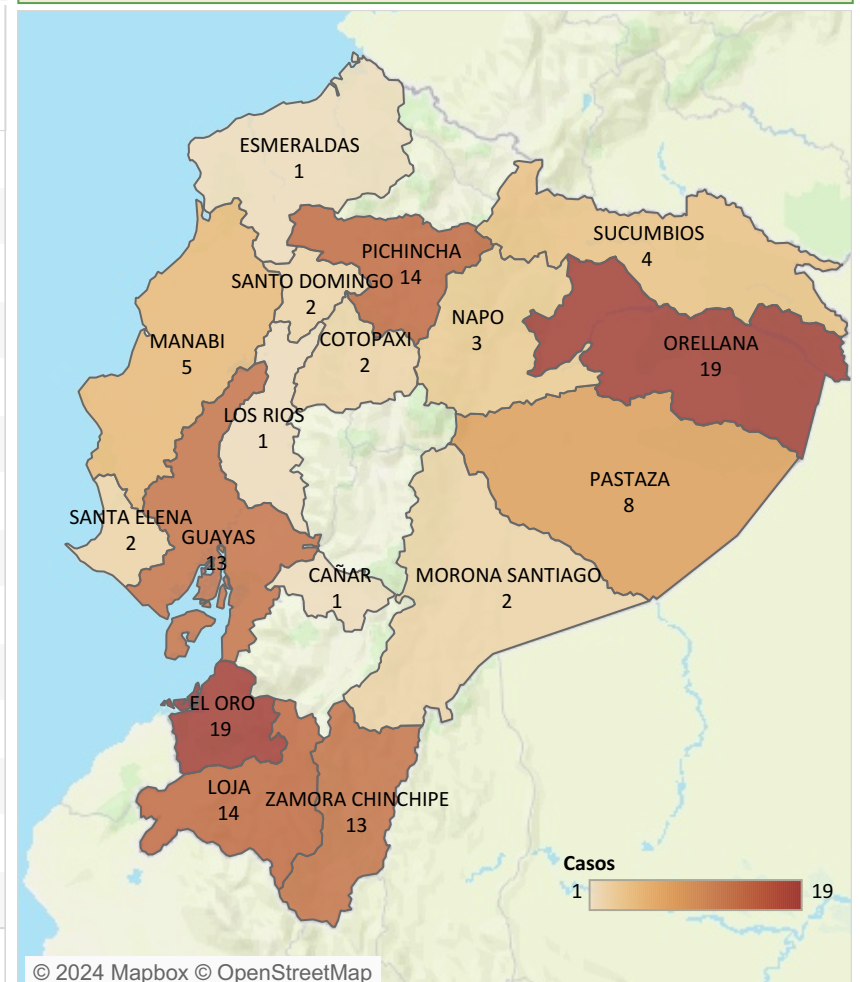 ESMERALDAS
1
SUCUMBIOS
4
PICHINCHA
14
SANTO DOMINGO
2
NAPO
3
COTOPAXI
2
MANABI
5
ORELLANA
19
LOS RIOS
1
PASTAZA
8
SANTA ELENA
2
GUAYAS
13
CAÑAR
1
MORONA SANTIAGO
2
EL ORO
19
LOJA
14
ZAMORA CHINCHIPE
13
Casos
1 19
© 2024 Mapbox © OpenStreetMap